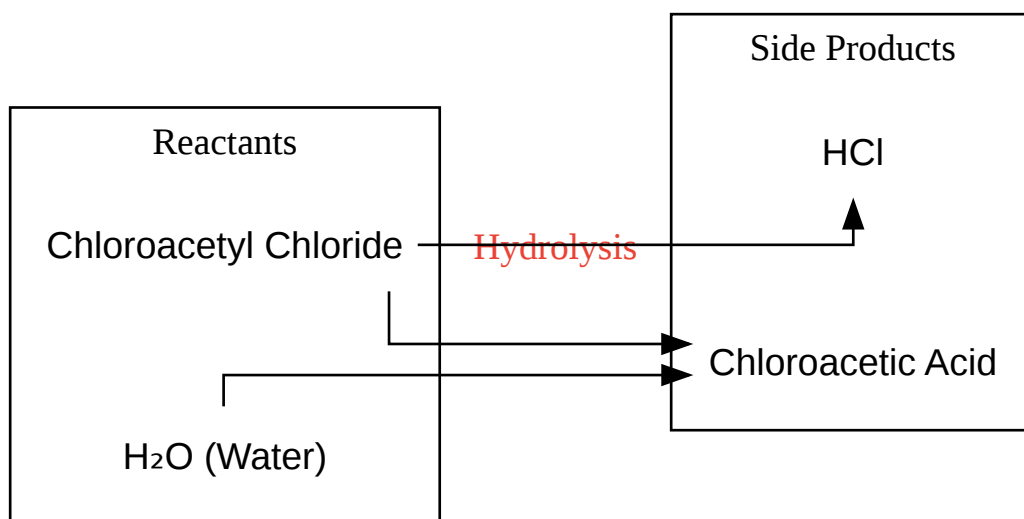 Side Products
HCl
Reactants
Chloroacetyl Chloride
Hydrolysis
Chloroacetic Acid
H₂O (Water)